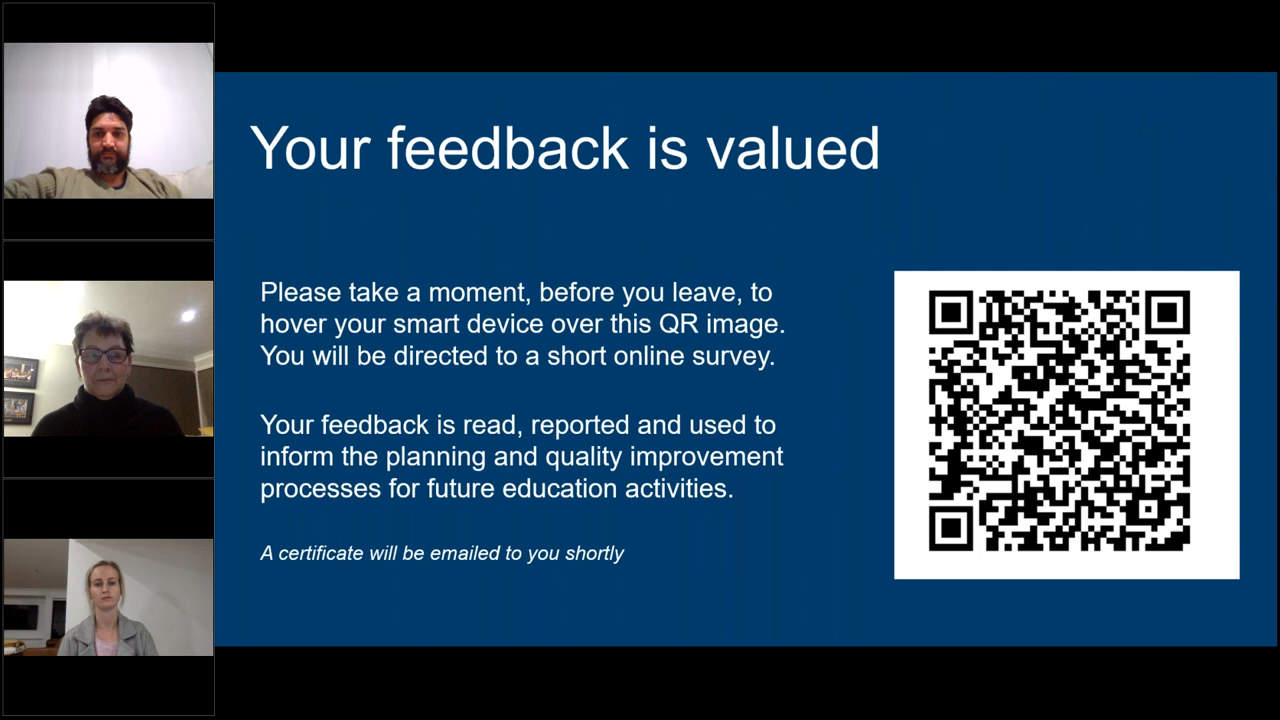 Your feedback is valued
Please take a moment, before you leave, to
hover your smart device over this QR image.
You will be directed to a short online survey.
Your feedback is read, reported and used to
inform the planning and quality improvement
processes for future education activities.
A certificate will be emailed to you shortly